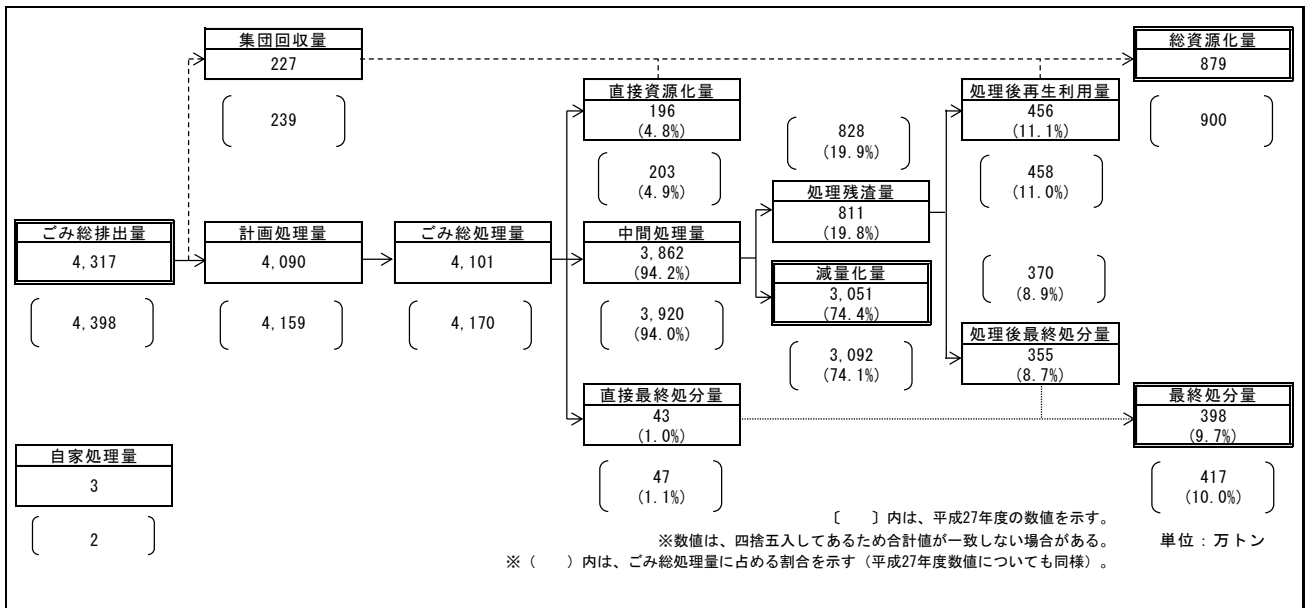 集団回収量
227
239
総資源化量
879
900
直接資源化量
196
(4.8%)
203
(4.9%)
処理後再生利用量
456
(11.1%)
458
(11.0%)
828
(19.9%)
処理残渣量
811
(19.8%)
ごみ総排出量
4,317
4,398
計画処理量
4,090
4,159
ごみ総処理量
4,101
4,170
中間処理量
3,862
(94.2%)
3,920
(94.0%)
減量化量
3,051
(74.4%)
3,092
(74.1%)
370
(8.9%)
処理後最終処分量
355
(8.7%)
直接最終処分量
43
(1.0%)
47
(1.1%)
最終処分量
398
(9.7%)
417
(10.0%)
自家処理量
3
2
〔　　〕内は、平成27年度の数値を示す。
※数値は、四捨五入してあるため合計値が一致しない場合がある。
単位：万トン
※（　　）内は、ごみ総処理量に占める割合を示す（平成27年度数値についても同様）。